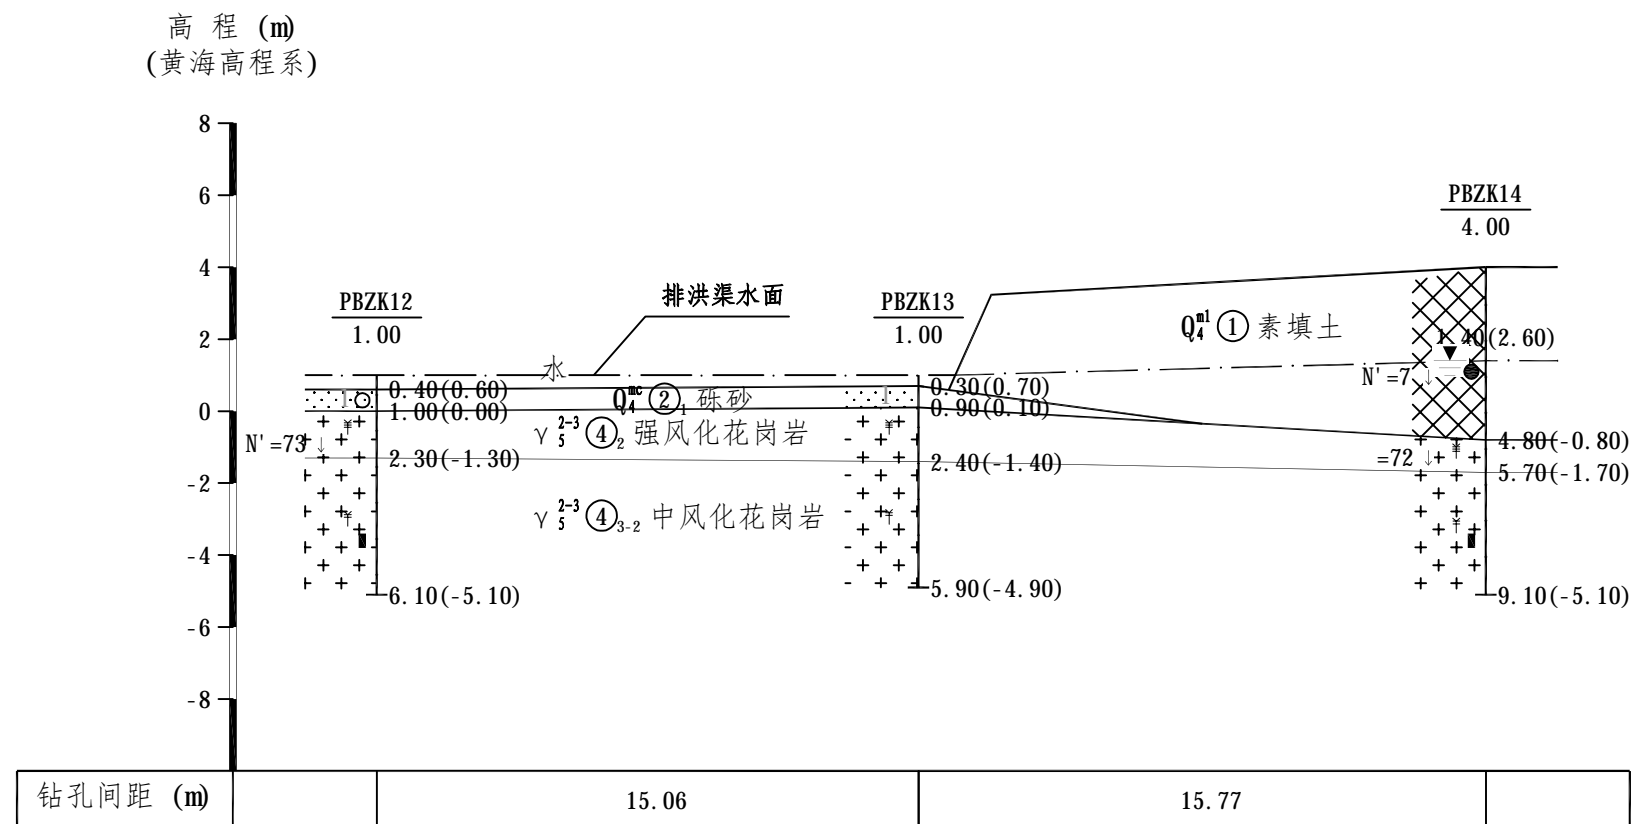 高 程 (m)
(黄海高程系)
8
6
4
2
0
-2
-4
-6
-8
PBZK12
1.00
排洪渠水面
PBZK13
1.00
PBZK14
4.00
水
Q4ml ① 素填土
1.40(2.60)
N'=7
0.40(0.60)
1.00(0.00)
Q4mc ②1 砾砂
0.30(0.70)
0.90(0.10)
N'=73
2.30(-1.30)
γ5 2-3 ④2 强风化花岗岩
2.40(-1.40)
=72
4.80(-0.80)
5.70(-1.70)
γ5 2-3 ④3-2 中风化花岗岩
6.10(-5.10)
5.90(-4.90)
9.10(-5.10)
钻孔间距 (m)
15.06
15.77